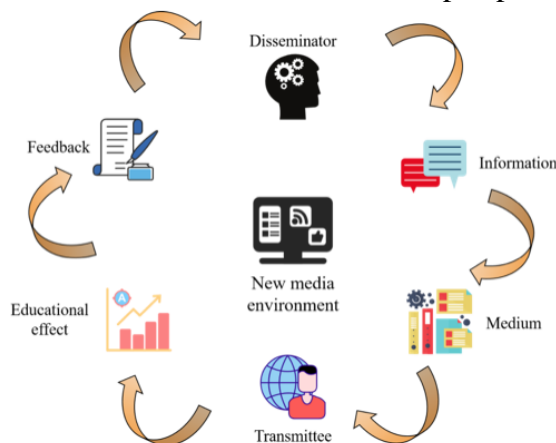 Disseminator
Feedback
Information
New media
environment
Educational
effect
A
Medium
Transmittee